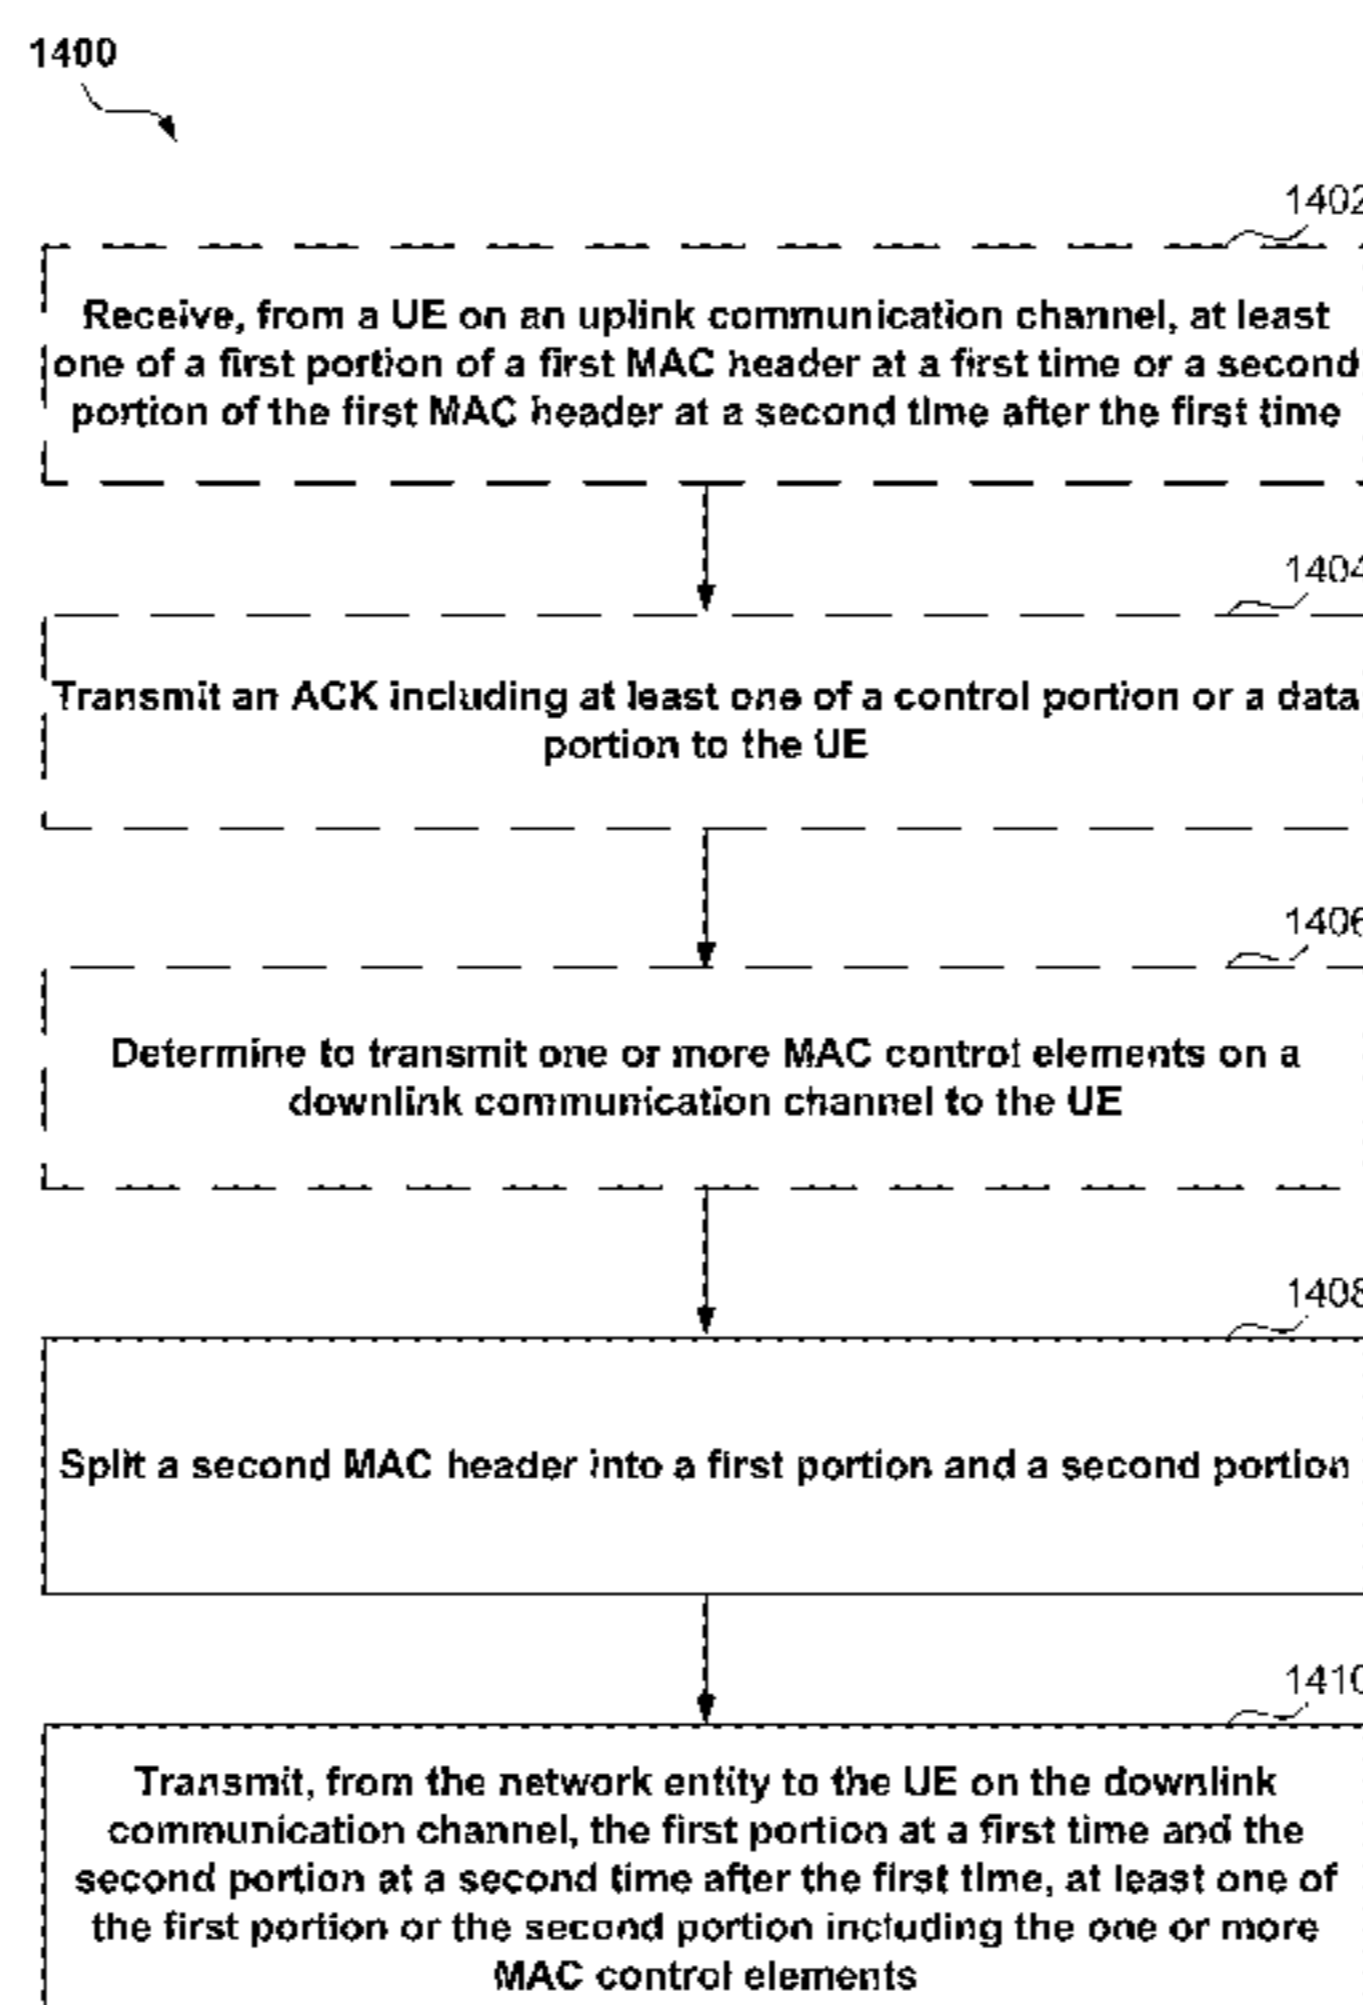 1400
1402
Receive, from a UE on an uplink communication channel, at least
one of a first portion of a first MAC header at a first time or a second
portion of the first MAC header at a second time after the first time
1404
Transmit an ACK including at least one of a control portion or a data
portion to the UE
1406
Determine to transmit one or more MAC control elements on a
downlink communication channel to the UE
1408
Split a second MAC header into a first portion and a second portion
1410
Transmit, from the network entity to the UE on the downlink
communication channel, the first portion at a first time and the
second portion at a second time after the first time, at least one of
the first portion or the second portion including the one or more
MAC control elements